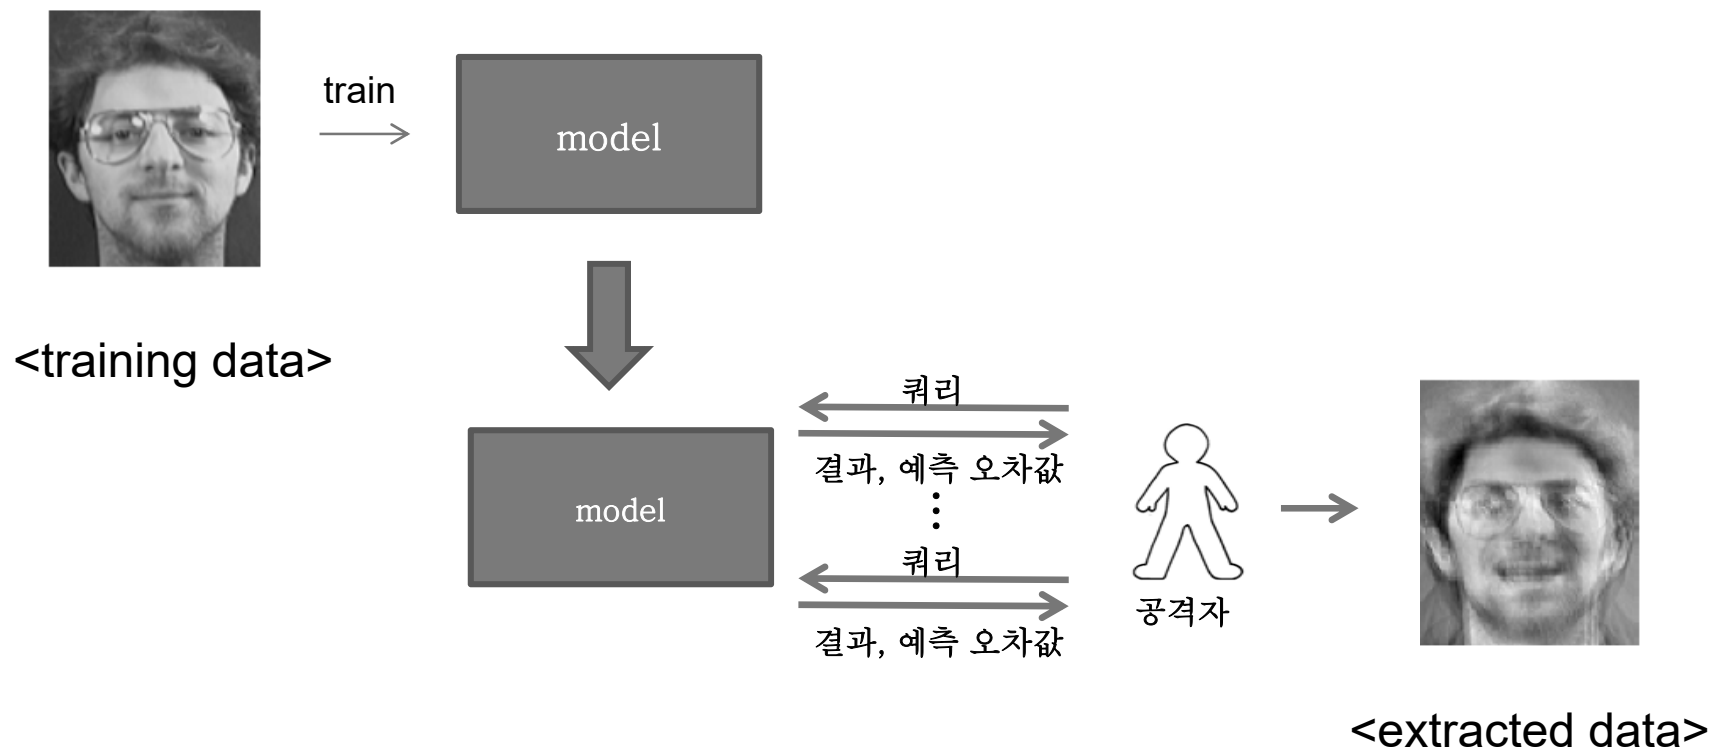 train
model
<training data>
쿼리
결과, 예측 오차값
model
쿼리
결과, 예측 오차값
공격자
<extracted data>